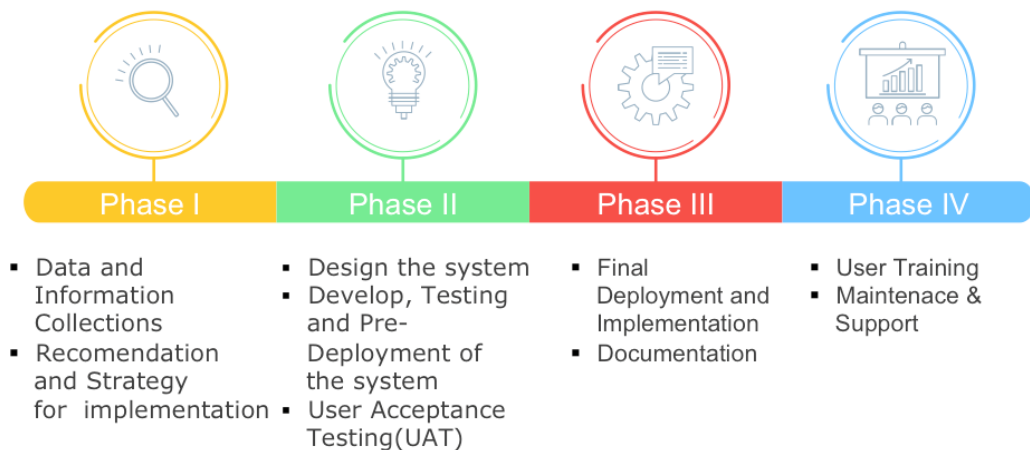 Phase I
Phase II
Phase III
Phase IV
▪ Data and
Information
Collections
▪ Recomendation
and Strategy
for implementation
▪ Design the system
▪ Develop, Testing
and Pre-
Deployment of
the system
▪ User Acceptance
Testing(UAT)
▪ Final
Deployment and
Implementation
▪ Documentation
▪ User Training
▪ Maintenace &
Support